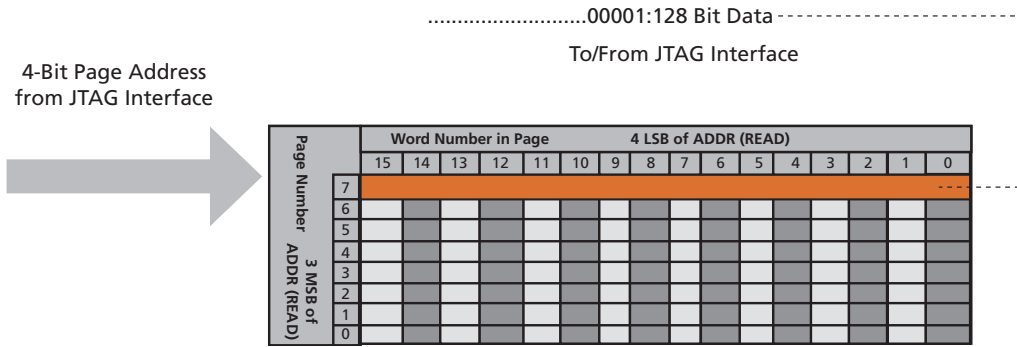 ...........................00001:128 Bit Data
To/From JTAG Interface
4-Bit Page Address
from JTAG Interface
Page Number
3 MSB of
ADDR (READ)
Word Number in Page 4 LSB of ADDR (READ)
15 14 13 12 11 10 9 8 7 6 5 4 3 2 1 0
7
6
5
4
3
2
1
0